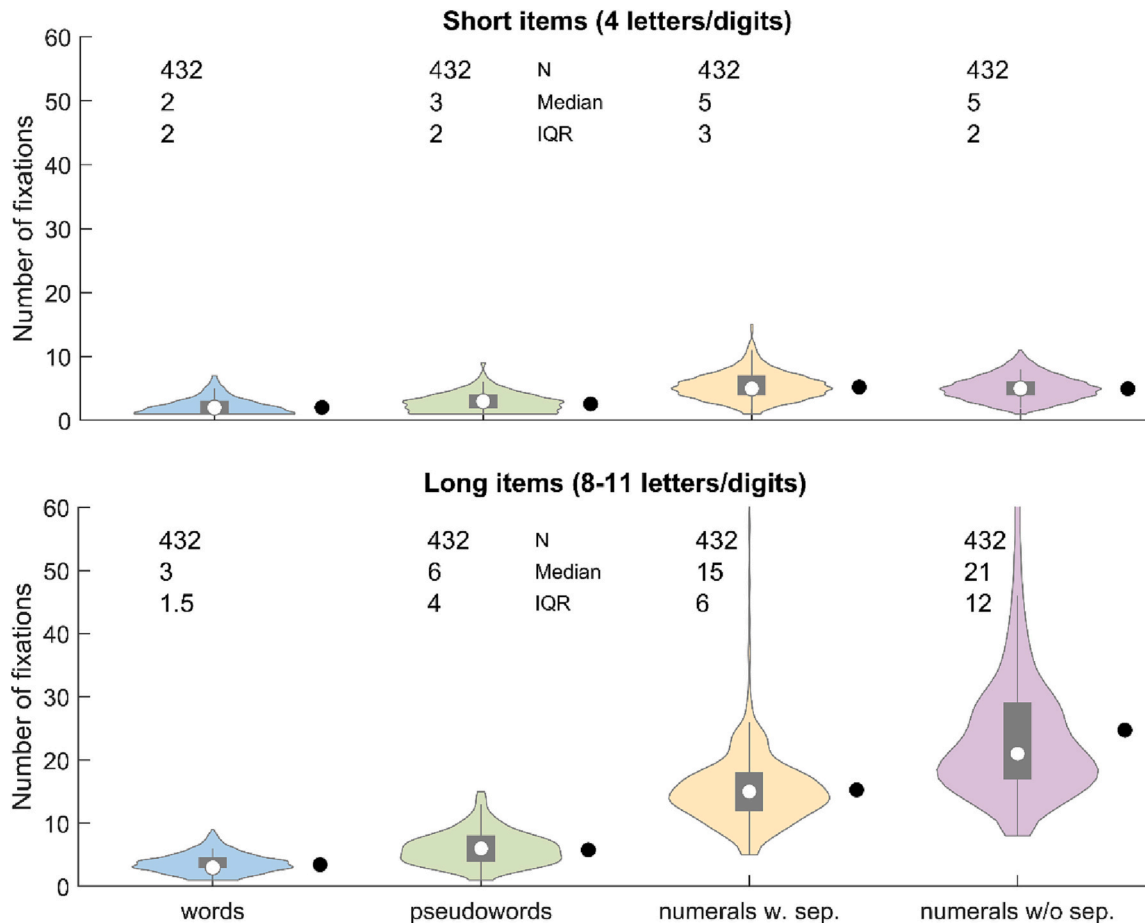 Short items (4 letters/digits)
60
50
40
30
20
10
0
Number of fixations
432 432 N 432 432
2 3 Median 5 5
2 2 IQR 3 2
Long items (8-11 letters/digits)
60
50
40
30
20
10
0
Number of fixations
432 432 N 432 432
3 6 Median 15 21
1.5 4 IQR 6 12
words pseudowords numerals w. sep. numerals w/o sep.